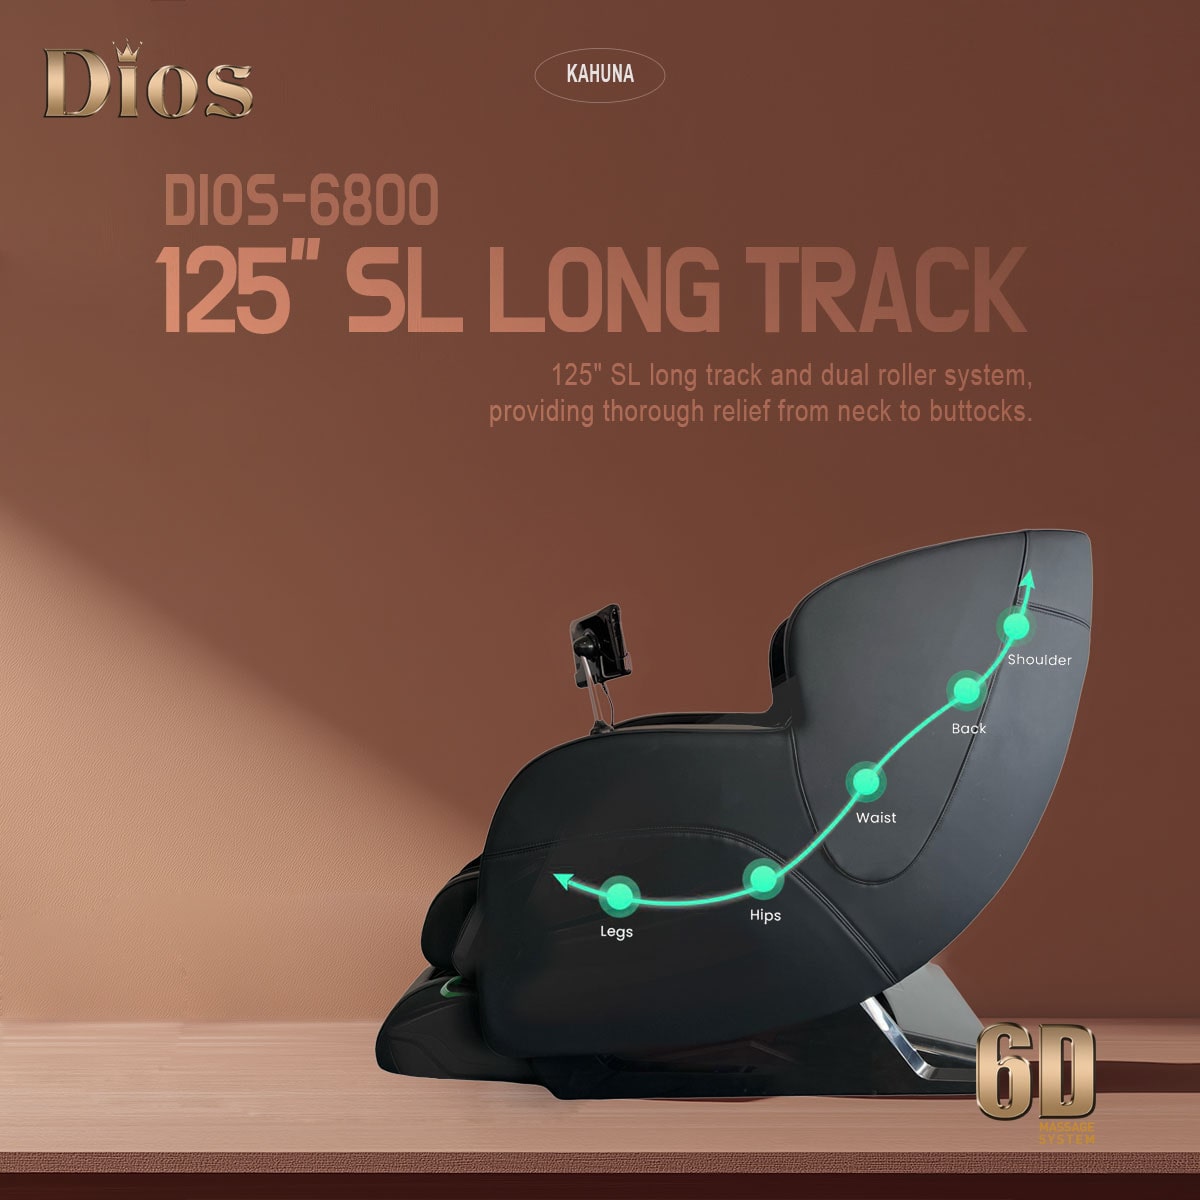 Dios
KAHUNA
DIOS-6800
125" SL LONG TRACK
125" SL long track and dual roller system,
providing thorough relief from neck to buttocks.
Shoulder
Back
Waist
Hips
Legs
6D
MASSAGE
SYSTEM